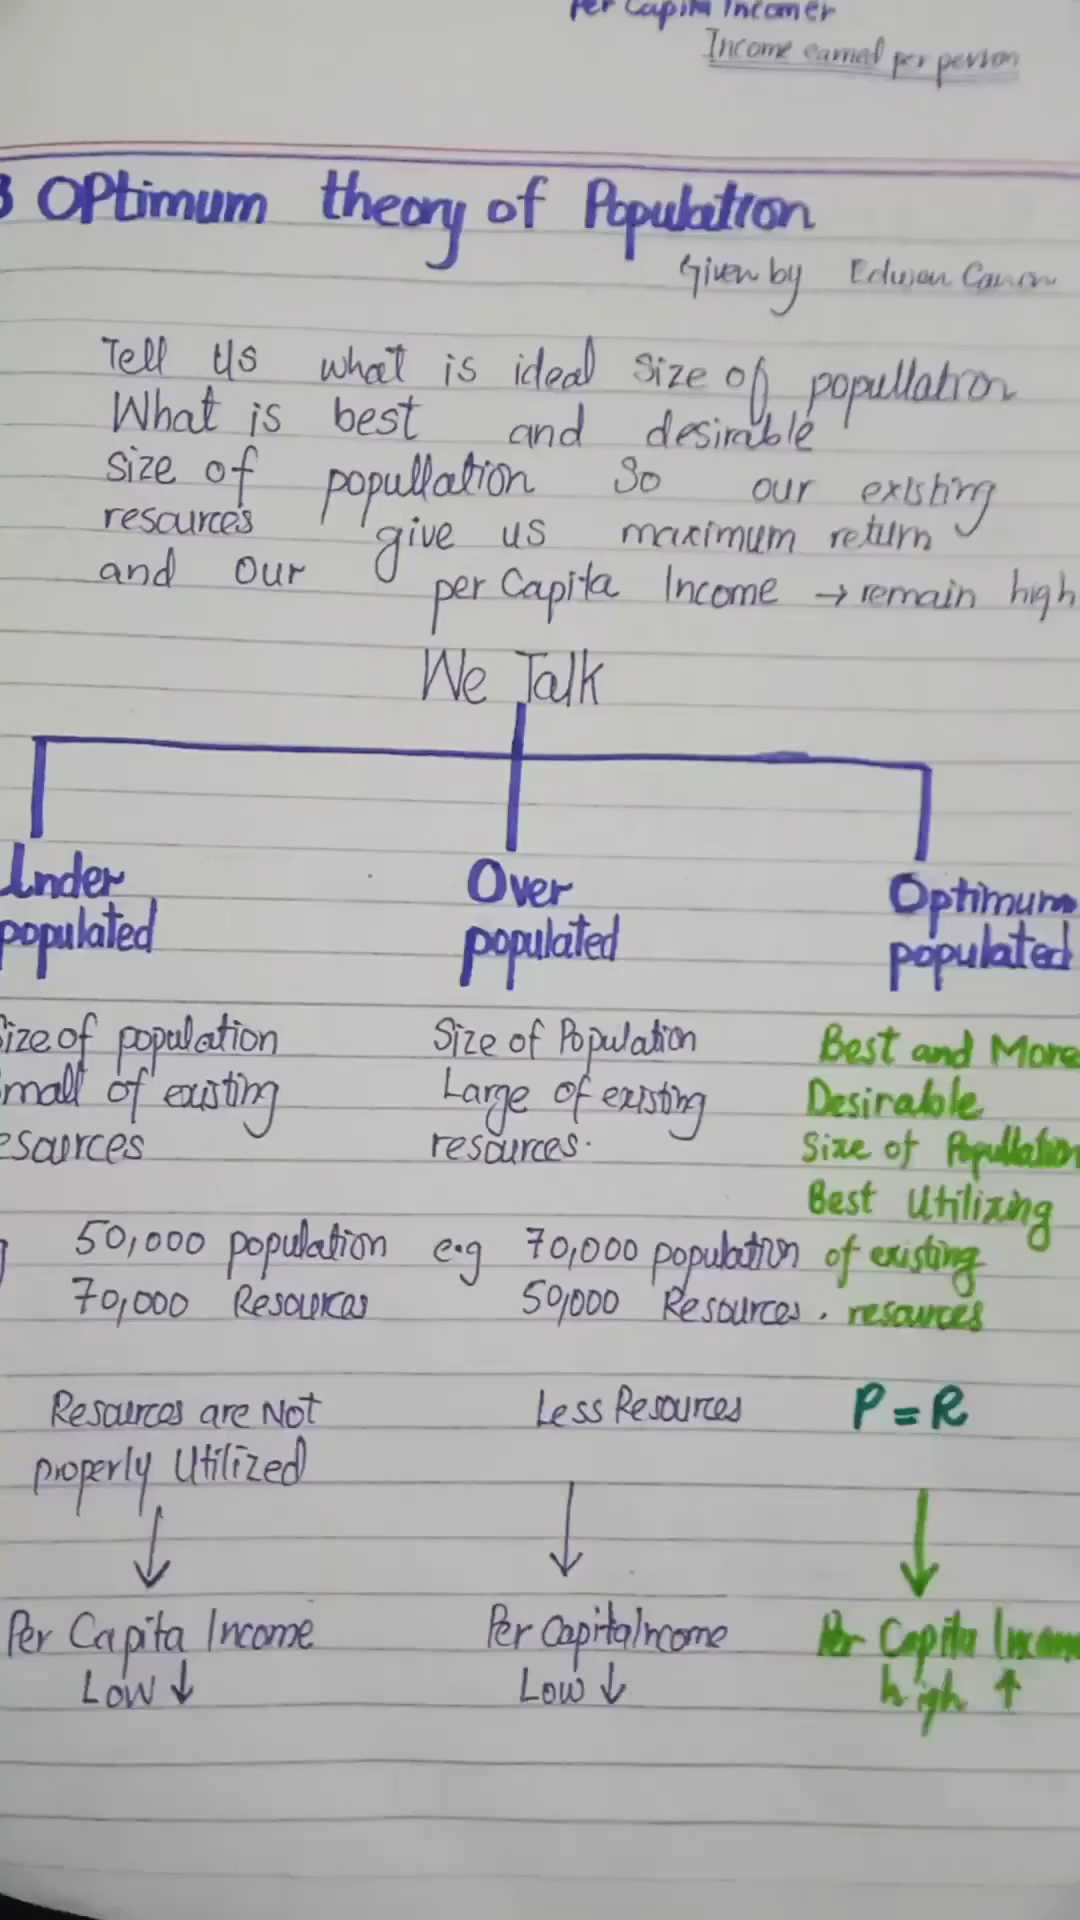 Per Capita Income
Income earned per person
3 Optimum theory of Population
Given by Edwon Canon
Tell Us what is ideal size of popullation
What is best and desirable
size of popullation So our existing
resources give us maximum return
and our per Capita Income → remain high
We Talk
Under populated
Over populated
Optimum populated
Size of population
Small of existing
resources
Size of Population
Large of existing
resources.
Best and More
Desirable
Size of Popullation
Best Utilizing
of existing
resources
50,000 population
70,000 Resources
e.g 70,000 population
50,000 Resources.
Resources are Not
properly Utilized
Less Resources
P = R
Per Capita Income
Low ↓
Per Capita Income
Low ↓
Per Capita Income
high ↑